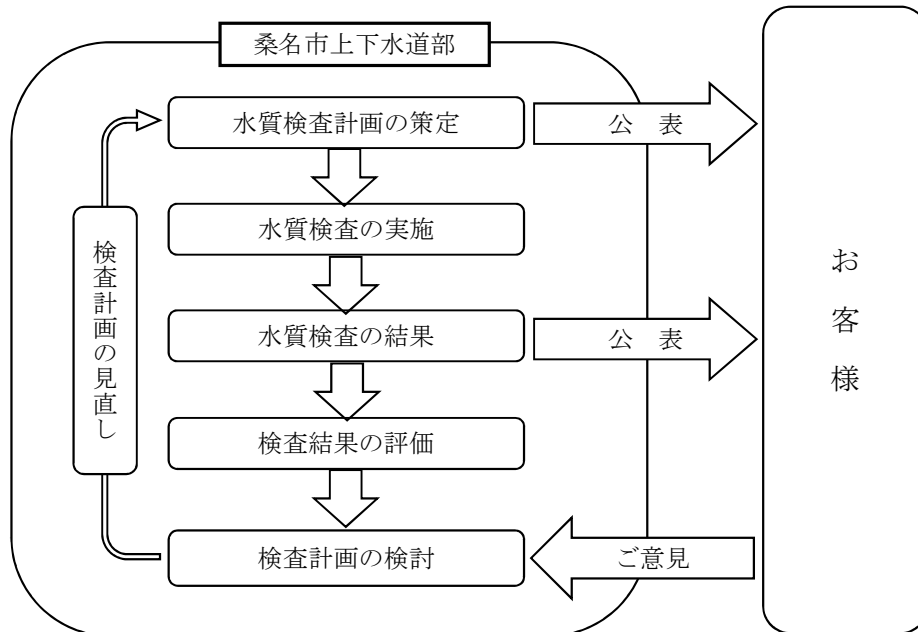 桑名市上下水道部
水質検査計画の策定
公 表
水質検査の実施
水質検査の結果
公 表
検査結果の評価
検査計画の検討
ご意見
検査計画の見直し
お客様